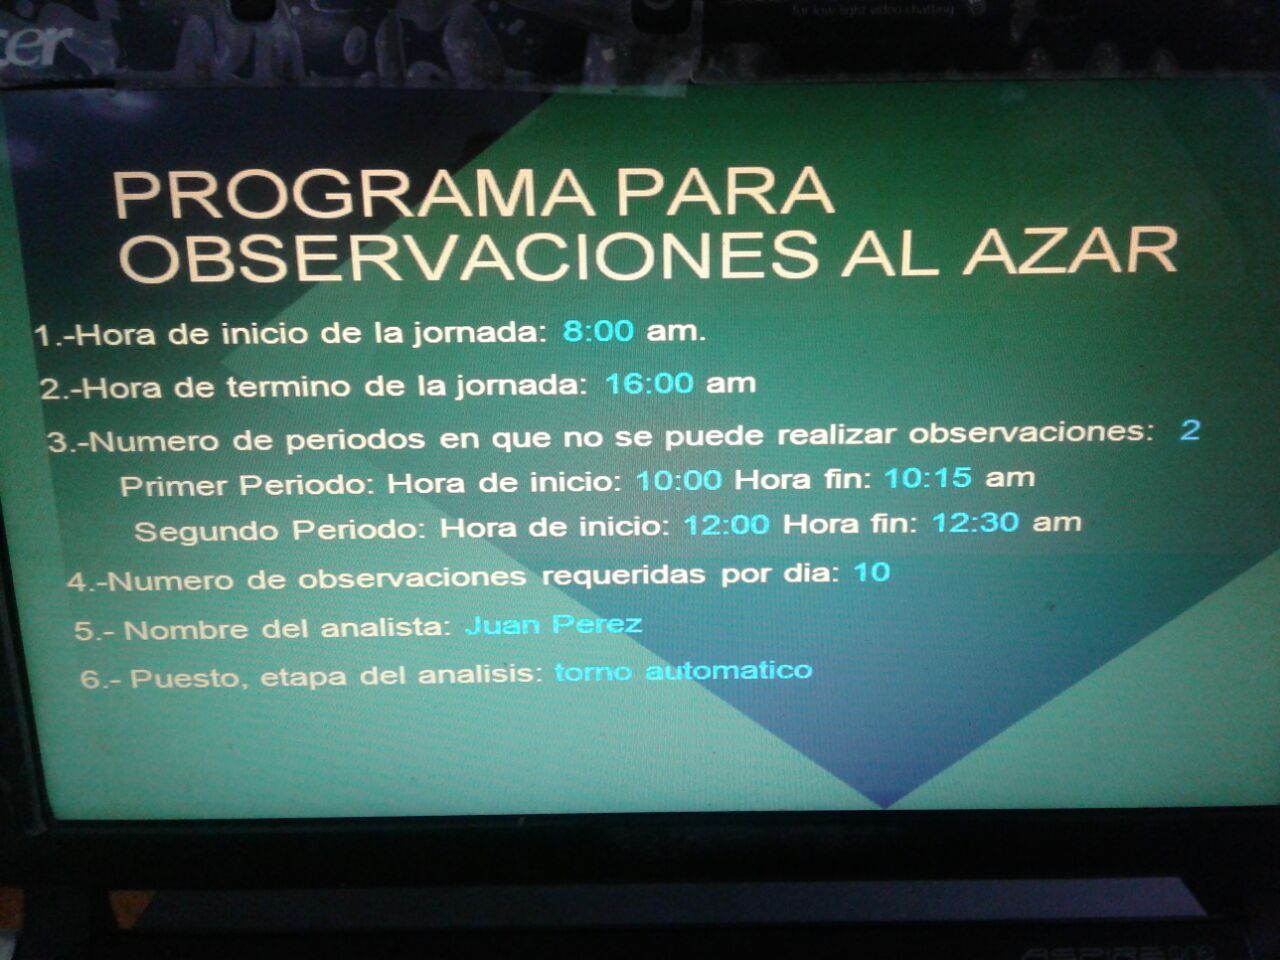 cer
for low-light video chatting
PROGRAMA PARA
OBSERVACIONES AL AZAR
1.-Hora de inicio de la jornada: 8:00 am.
2.-Hora de termino de la jornada: 16:00 am
3.-Numero de periodos en que no se puede realizar observaciones: 2
Primer Periodo: Hora de inicio: 10:00 Hora fin: 10:15 am
Segundo Periodo: Hora de inicio: 12:00 Hora fin: 12:30 am
4.-Numero de observaciones requeridas por dia: 10
5.- Nombre del analista: Juan Perez
6.- Puesto, etapa del analisis: torno automatico
ASPIRE one